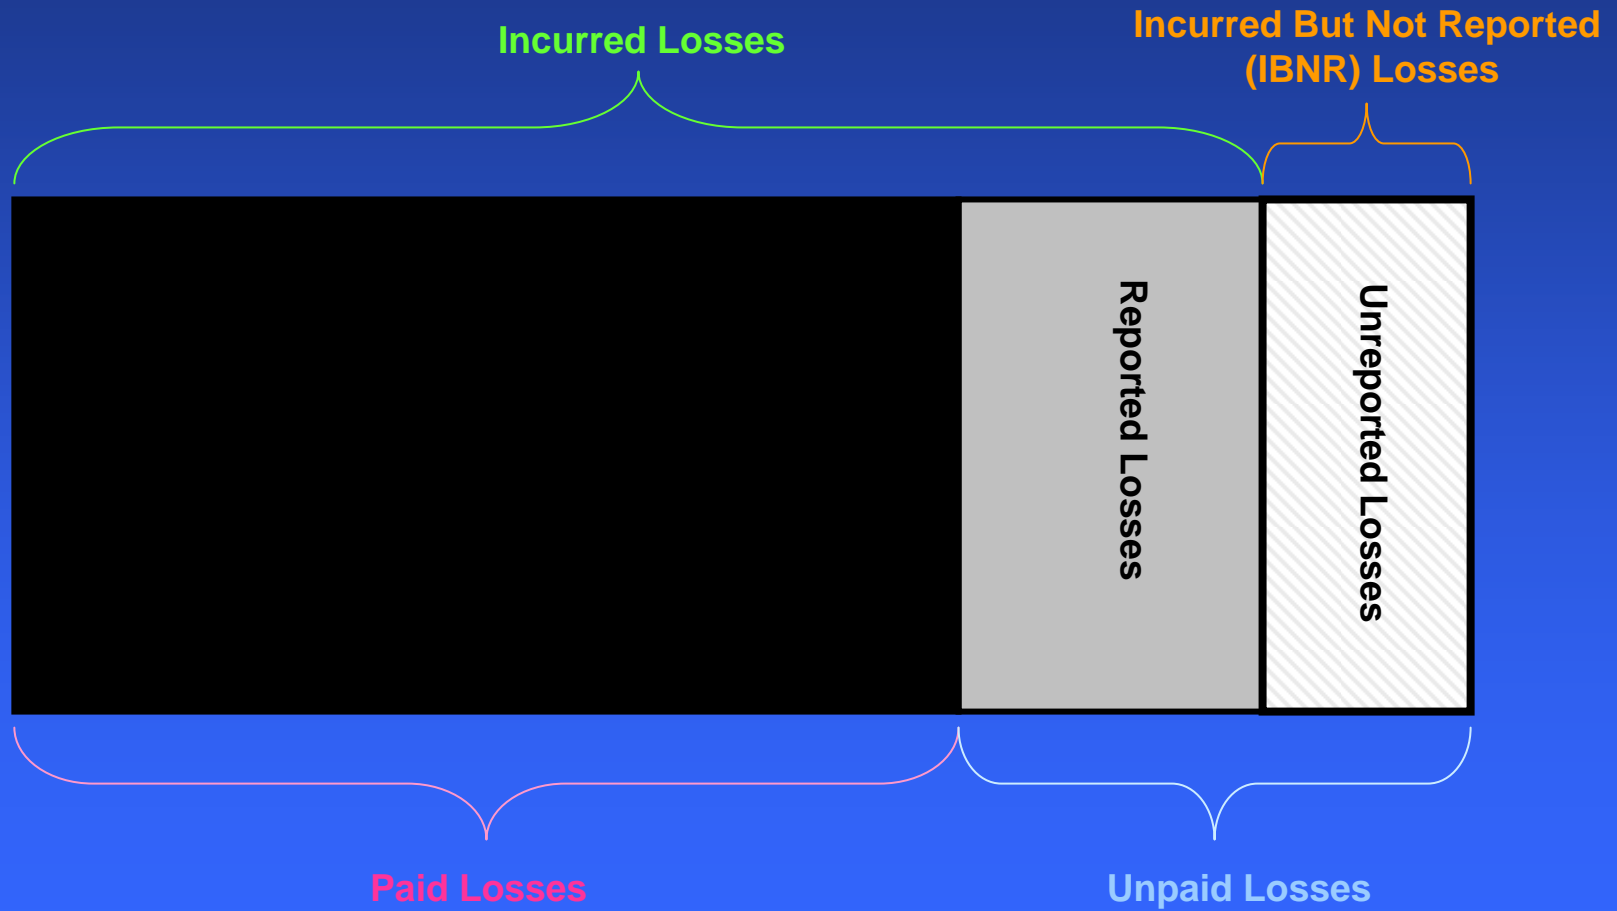 Incurred Losses
Incurred But Not Reported
(IBNR) Losses
Reported Losses
Unreported Losses
Paid Losses
Unpaid Losses